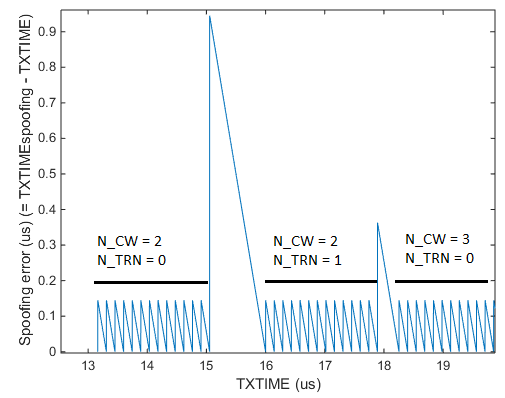 Spoofing error (us) (= TXTIMEspoofing - TXTIME)
0.9
0.8
0.7
0.6
0.5
0.4
0.3
0.2
0.1
0
N_CW = 2
N_TRN = 0
N_CW = 2
N_TRN = 1
N_CW = 3
N_TRN = 0
13 14 15 16 17 18 19
TXTIME (us)